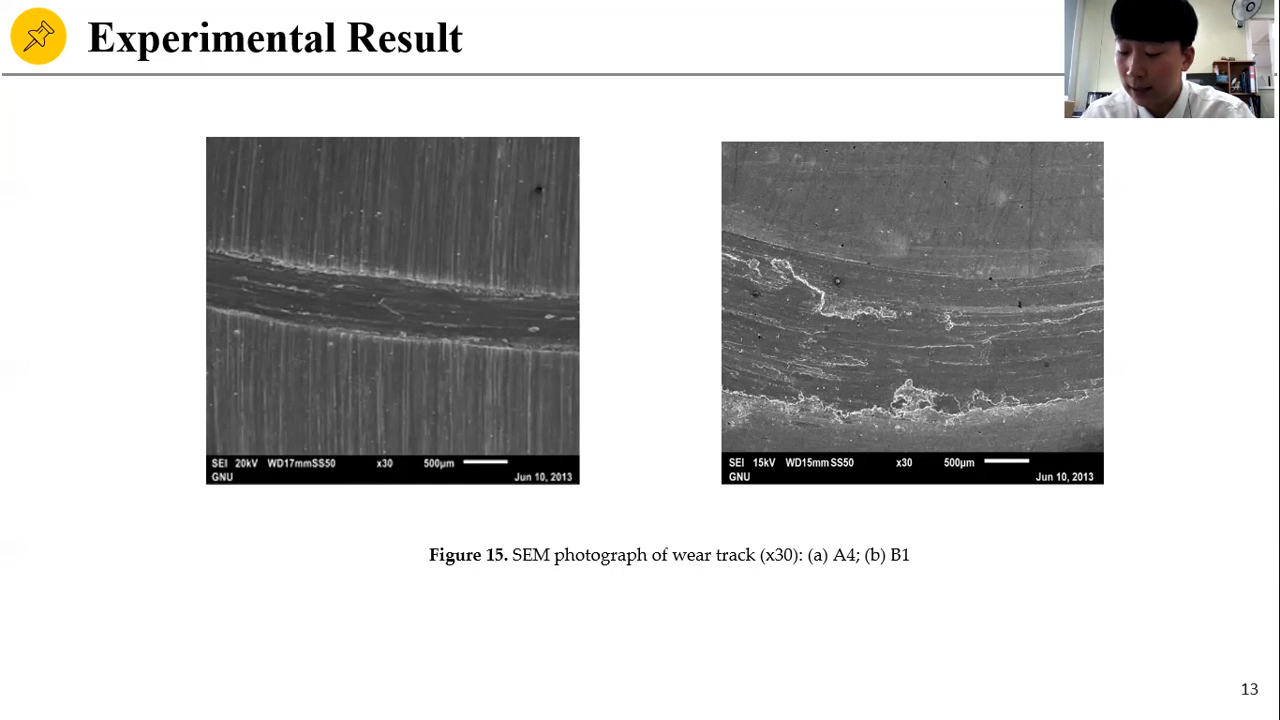 Experimental Result
SEI 20kV WD17mmSS50 x30 500µm
GNU Jun 10, 2013
SEI 15kV WD15mmSS50 x30 500µm
GNU Jun 10, 2013
Figure 15. SEM photograph of wear track (x30): (a) A4; (b) B1
13